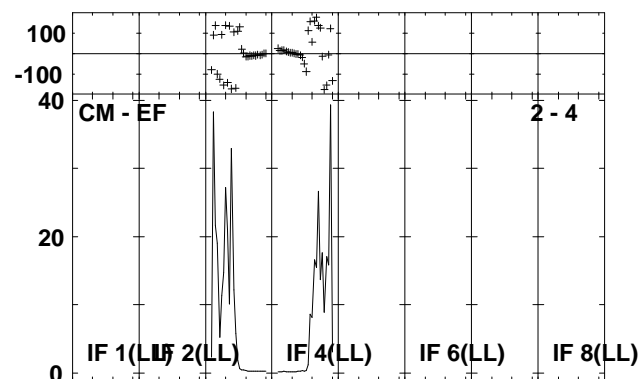 100
-100
40
CM - EF 2 - 4
20
0
IF 1(LL) IF 2(LL) IF 4(LL) IF 6(LL) IF 8(LL)